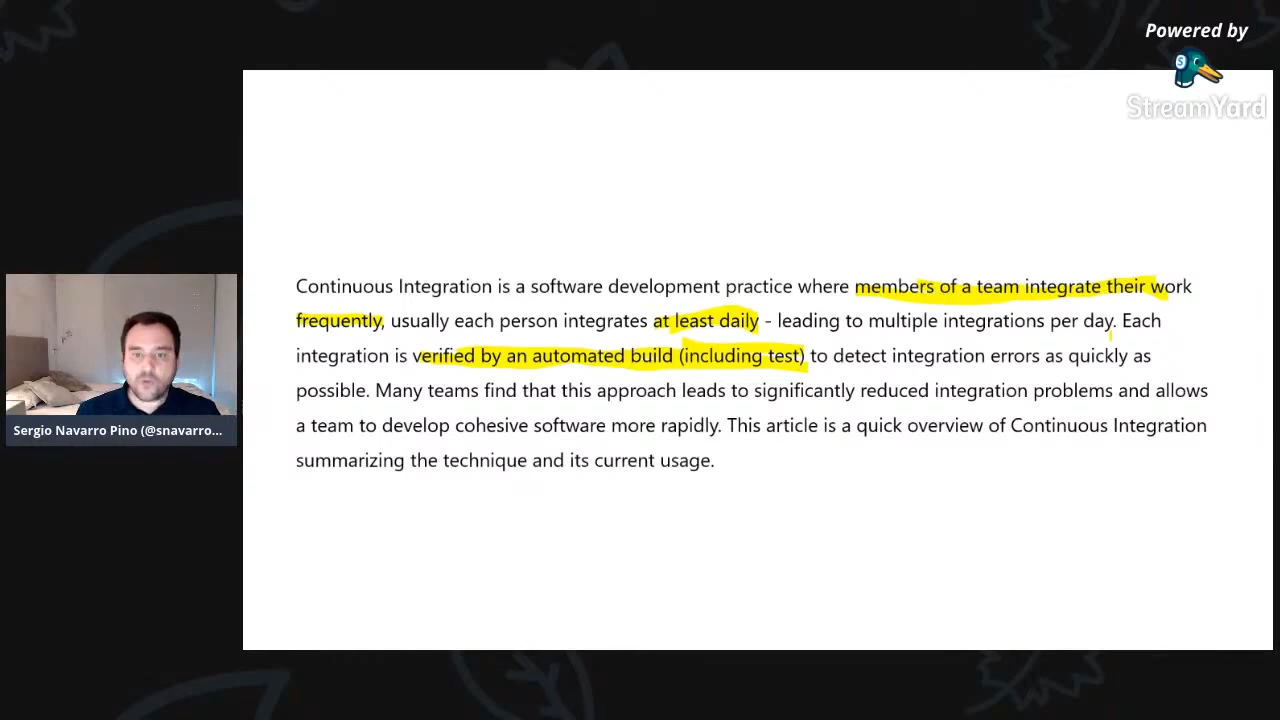 Powered by
StreamYard
Continuous Integration is a software development practice where members of a team integrate their work
frequently, usually each person integrates at least daily - leading to multiple integrations per day. Each
integration is verified by an automated build (including test) to detect integration errors as quickly as
possible. Many teams find that this approach leads to significantly reduced integration problems and allows
a team to develop cohesive software more rapidly. This article is a quick overview of Continuous Integration
summarizing the technique and its current usage.
Sergio Navarro Pino (@snavarro...